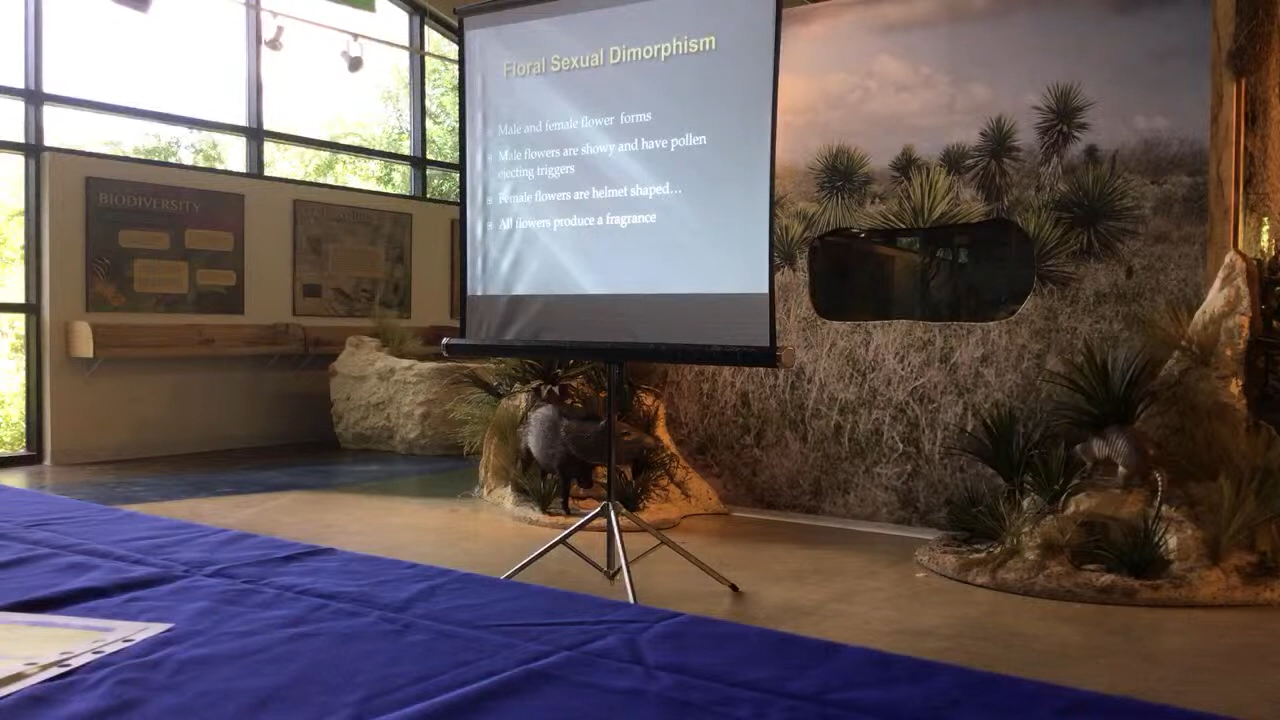 Floral Sexual Dimorphism
Male and female flower forms
Male flowers are showy and have pollen
ejecting triggers
Female flowers are helmet shaped…
All flowers produce a fragrance
BIODIVERSITY